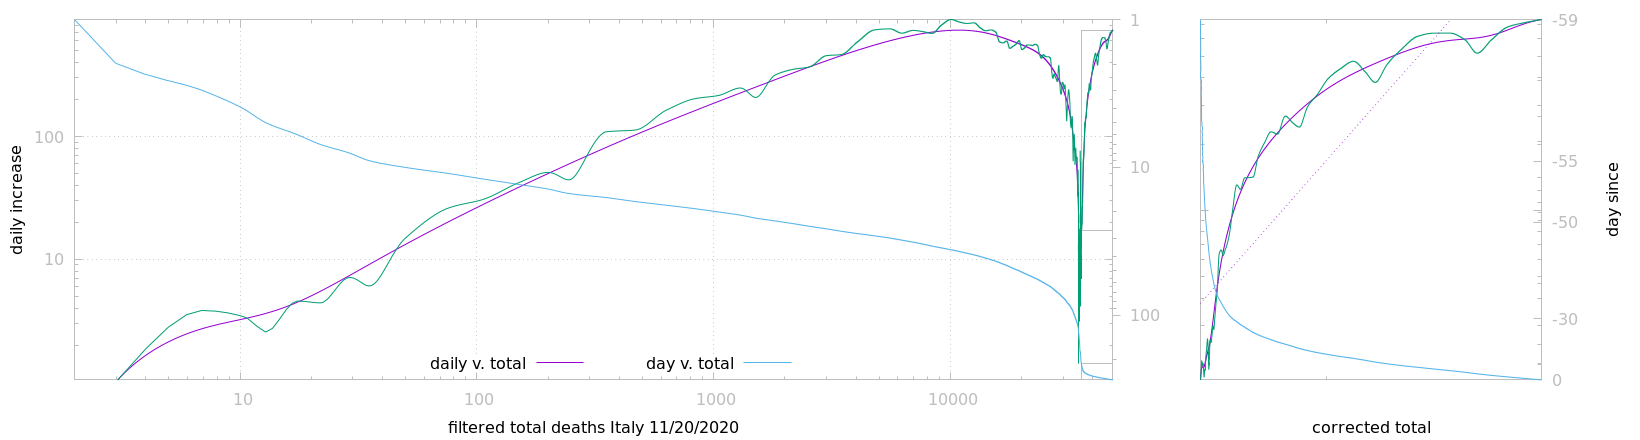 daily increase
100
10
daily v. total
day v. total
10
100
1000
10000
filtered total deaths Italy 11/20/2020
1
10
100
-59
-55
-50
-30
0
day since
corrected total